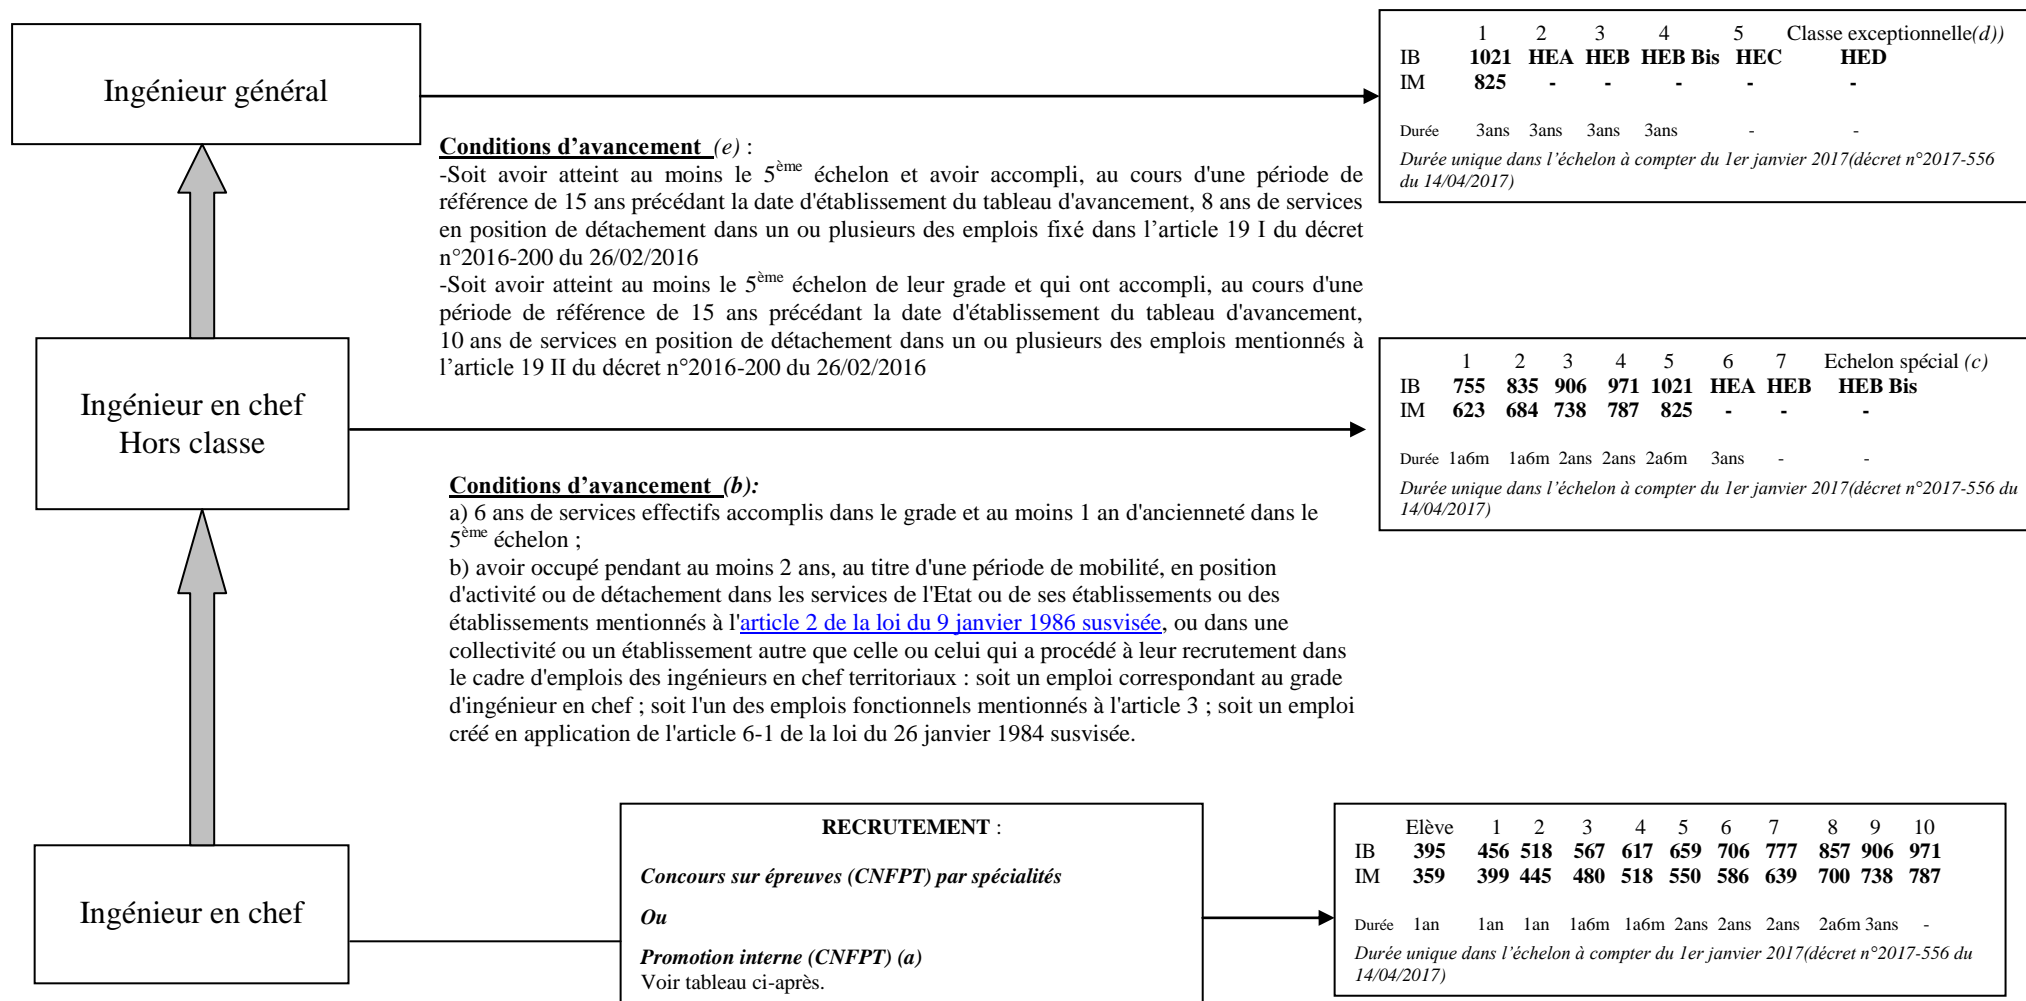 Ingénieur général
1 2 3 4 5 Classe exceptionnelle(d))
IB 1021 HEA HEB HEB Bis HEC HED
IM 825 - - - - -
Durée 3ans 3ans 3ans 3ans - -
Durée unique dans l'échelon à compter du 1er janvier 2017(décret n°2017-556
du 14/04/2017)
Conditions d'avancement (e) :
-Soit avoir atteint au moins le 5ème échelon et avoir accompli, au cours d'une période de
référence de 15 ans précédant la date d'établissement du tableau d'avancement, 8 ans de services
en position de détachement dans un ou plusieurs des emplois fixé dans l'article 19 I du décret
n°2016-200 du 26/02/2016
-Soit avoir atteint au moins le 5ème échelon de leur grade et qui ont accompli, au cours d'une
période de référence de 15 ans précédant la date d'établissement du tableau d'avancement,
10 ans de services en position de détachement dans un ou plusieurs des emplois mentionnés à
l'article 19 II du décret n°2016-200 du 26/02/2016
Ingénieur en chef
Hors classe
1 2 3 4 5 6 7 Echelon spécial (c)
IB 755 835 906 971 1021 HEA HEB HEB Bis
IM 623 684 738 787 825 - - -
Durée 1a6m 1a6m 2ans 2ans 2a6m 3ans - -
Durée unique dans l'échelon à compter du 1er janvier 2017(décret n°2017-556 du
14/04/2017)
Conditions d'avancement (b):
a) 6 ans de services effectifs accomplis dans le grade et au moins 1 an d'ancienneté dans le
5ème échelon ;
b) avoir occupé pendant au moins 2 ans, au titre d'une période de mobilité, en position
d'activité ou de détachement dans les services de l'Etat ou de ses établissements ou des
établissements mentionnés à l'article 2 de la loi du 9 janvier 1986 susvisée, ou dans une
collectivité ou un établissement autre que celle ou celui qui a procédé à leur recrutement dans
le cadre d'emplois des ingénieurs en chef territoriaux : soit un emploi correspondant au grade
d'ingénieur en chef ; soit l'un des emplois fonctionnels mentionnés à l'article 3 ; soit un emploi
créé en application de l'article 6-1 de la loi du 26 janvier 1984 susvisée.
Ingénieur en chef
RECRUTEMENT :
Concours sur épreuves (CNFPT) par spécialités
Ou
Promotion interne (CNFPT) (a)
Voir tableau ci-après.
Elève 1 2 3 4 5 6 7 8 9 10
IB 395 456 518 567 617 659 706 777 857 906 971
IM 359 399 445 480 518 550 586 639 700 738 787
Durée 1an 1an 1an 1a6m 1a6m 2ans 2ans 2ans 2a6m 3ans -
Durée unique dans l'échelon à compter du 1er janvier 2017(décret n°2017-556 du
14/04/2017)